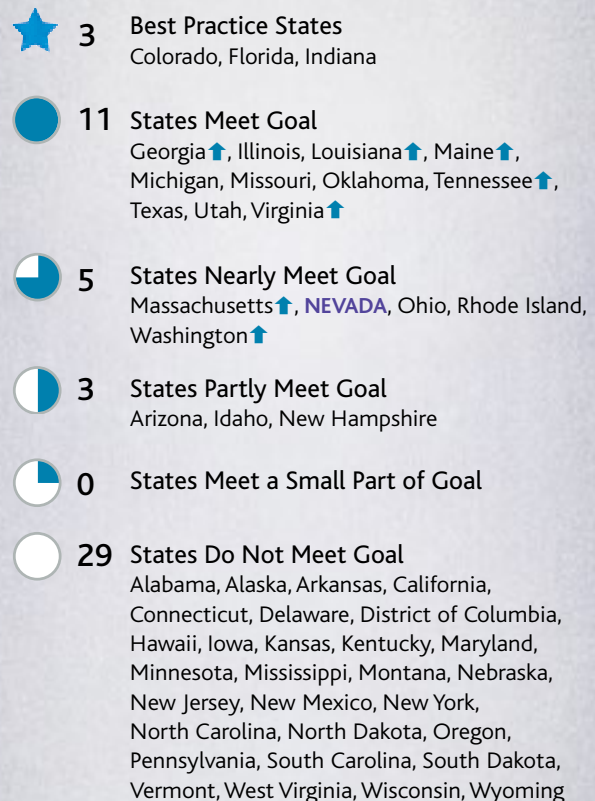 3 Best Practice States
Colorado, Florida, Indiana
11 States Meet Goal
Georgia⬆, Illinois, Louisiana⬆, Maine⬆,
Michigan, Missouri, Oklahoma, Tennessee⬆,
Texas, Utah, Virginia⬆
5 States Nearly Meet Goal
Massachusetts⬆, NEVADA, Ohio, Rhode Island,
Washington⬆
3 States Partly Meet Goal
Arizona, Idaho, New Hampshire
0 States Meet a Small Part of Goal
29 States Do Not Meet Goal
Alabama, Alaska, Arkansas, California,
Connecticut, Delaware, District of Columbia,
Hawaii, Iowa, Kansas, Kentucky, Maryland,
Minnesota, Mississippi, Montana, Nebraska,
New Jersey, New Mexico, New York,
North Carolina, North Dakota, Oregon,
Pennsylvania, South Carolina, South Dakota,
Vermont, West Virginia, Wisconsin, Wyoming